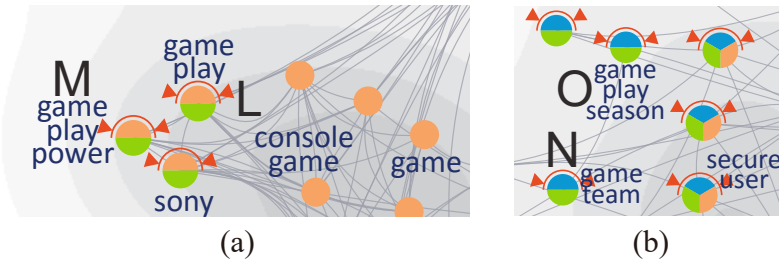 M
game
play
L
game
play
power
sony
console
game
game
(a)
O
game
play
season
N
game
team
secure
user
(b)